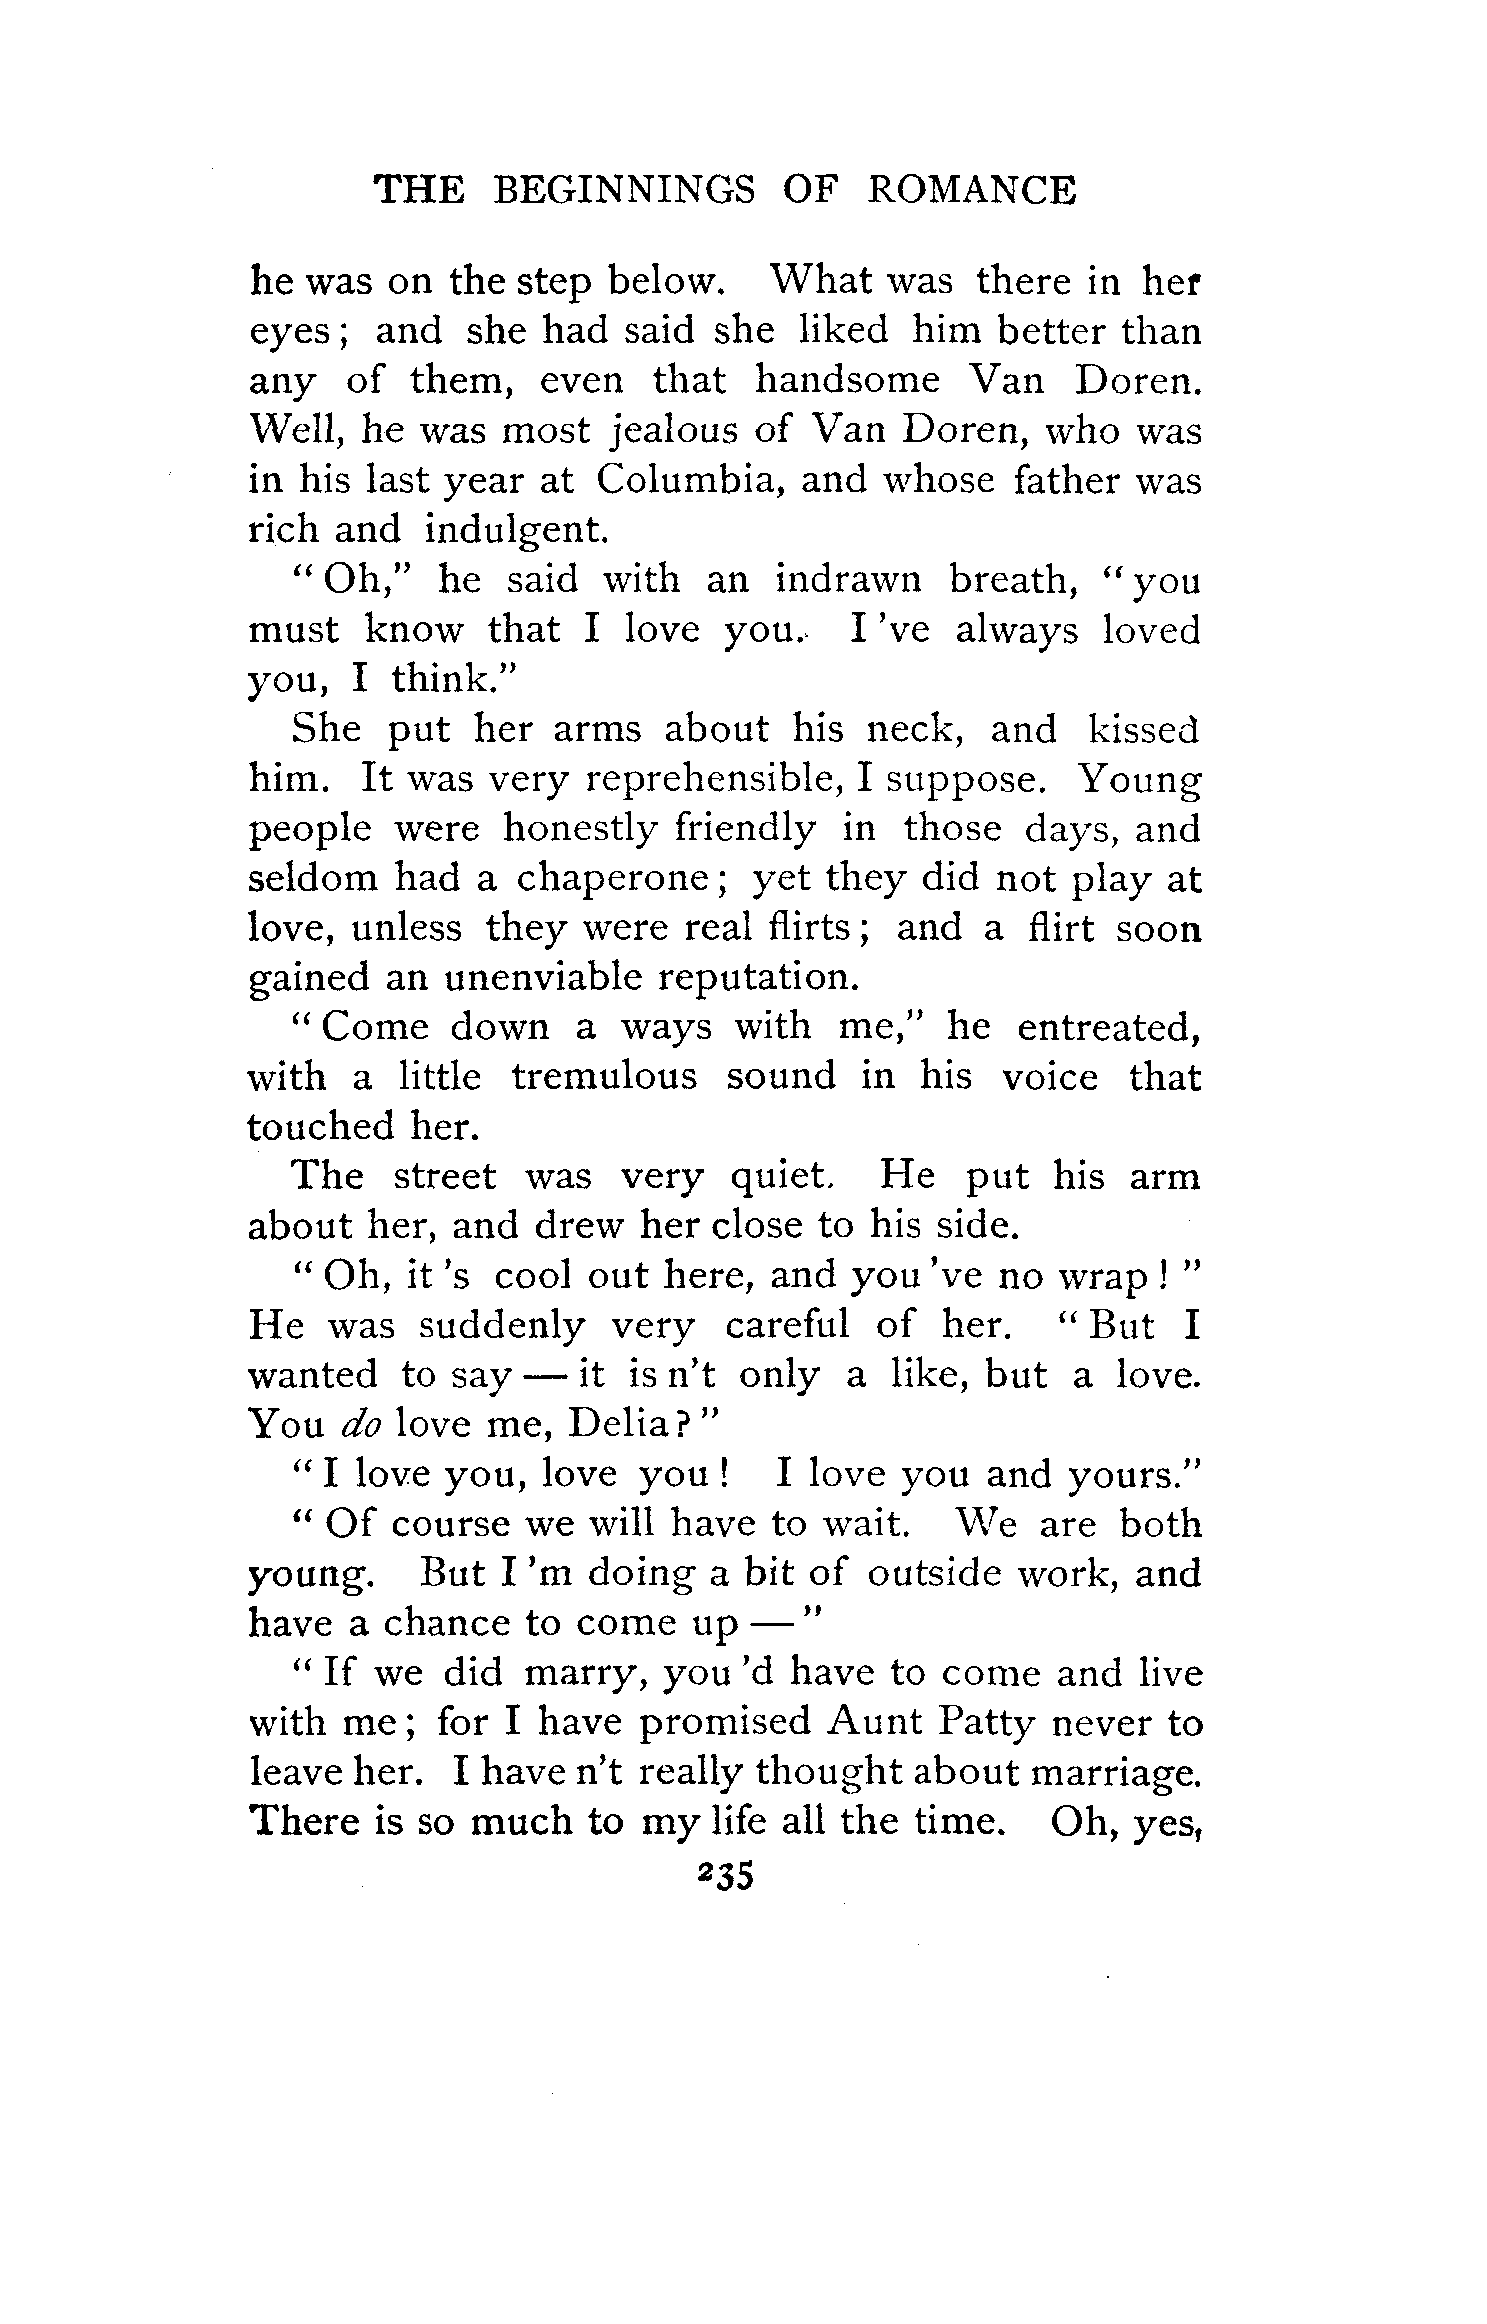 THE BEGINNINGS OF ROMANCE
he was on the step below. What was there in her
eyes; and she had said she liked him better than
any of them, even that handsome Van Doren.
Well, he was most jealous of Van Doren, who was
in his last year at Columbia, and whose father was
rich and indulgent.
“Oh,” he said with an indrawn breath, “you
must know that I love you. I 've always loved
you, I think.”
She put her arms about his neck, and kissed
him. It was very reprehensible, I suppose. Young
people were honestly friendly in those days, and
seldom had a chaperone; yet they did not play at
love, unless they were real flirts; and a flirt soon
gained an unenviable reputation.
“Come down a ways with me,” he entreated,
with a little tremulous sound in his voice that
touched her.
The street was very quiet. He put his arm
about her, and drew her close to his side.
“Oh, it 's cool out here, and you 've no wrap!”
He was suddenly very careful of her. “But I
wanted to say — it is n't only a like, but a love.
You do love me, Delia?”
“I love you, love you! I love you and yours.”
“Of course we will have to wait. We are both
young. But I 'm doing a bit of outside work, and
have a chance to come up —”
“If we did marry, you 'd have to come and live
with me; for I have promised Aunt Patty never to
leave her. I have n't really thought about marriage.
There is so much to my life all the time. Oh, yes,
235